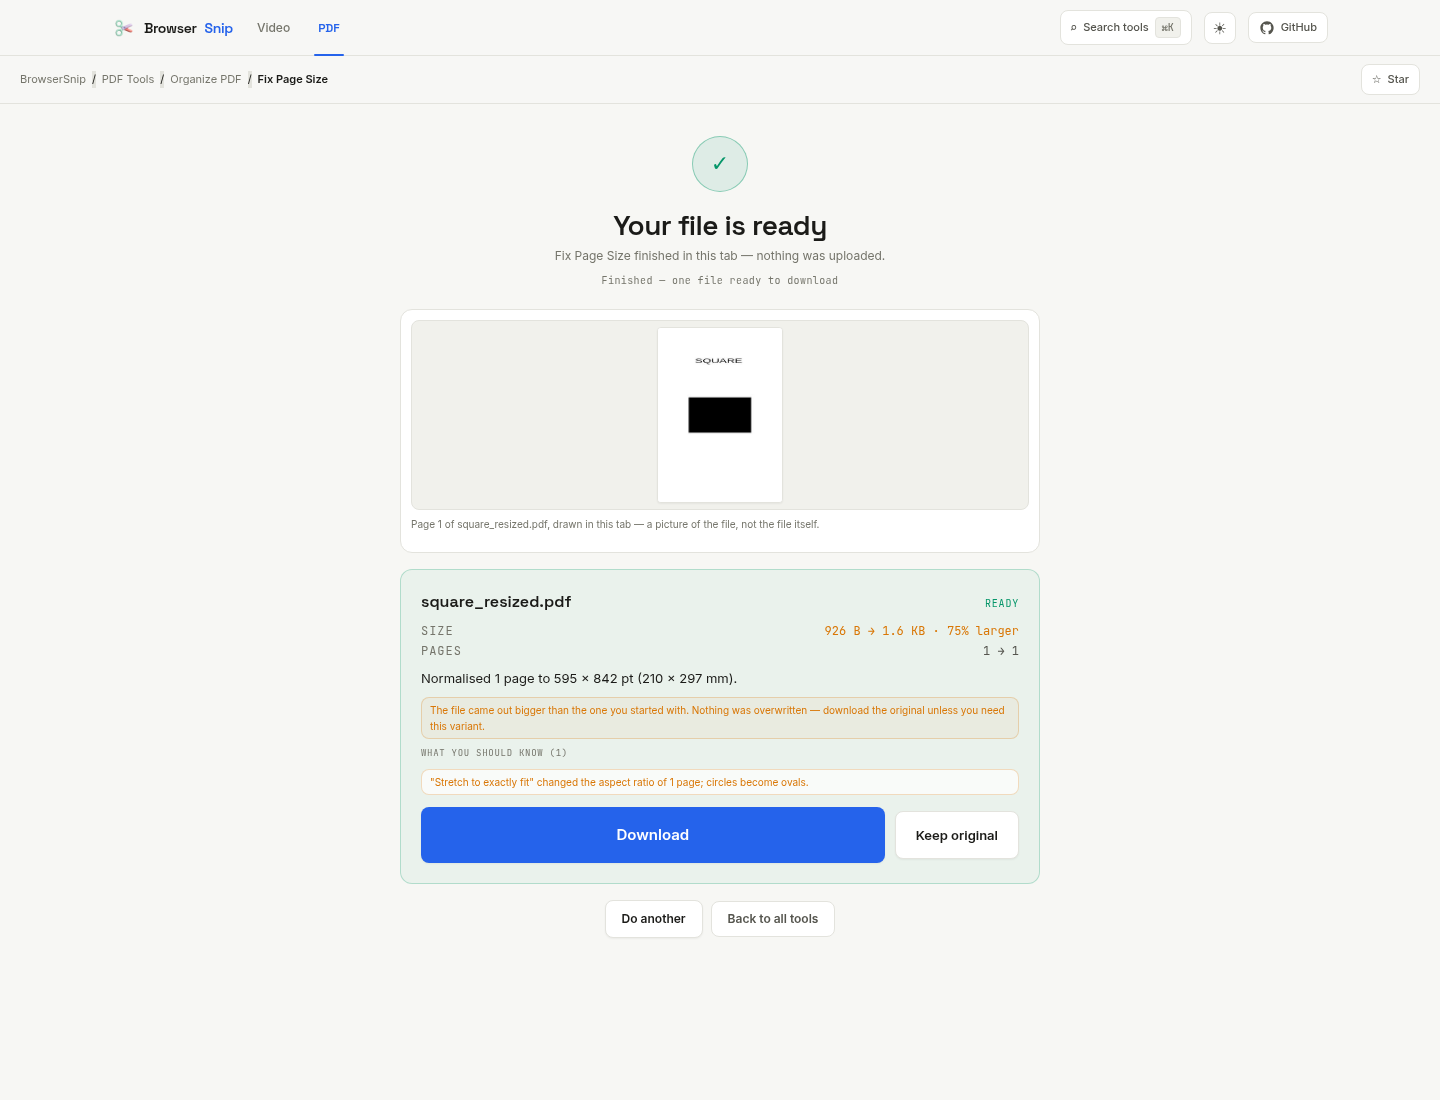 Browser Snip
Video
PDF
Search tools
⌘K
GitHub
BrowserSnip / PDF Tools / Organize PDF / Fix Page Size
☆ Star
✓
Your file is ready
Fix Page Size finished in this tab — nothing was uploaded.
Finished — one file ready to download
SQUARE
Page 1 of square_resized.pdf, drawn in this tab — a picture of the file, not the file itself.
square_resized.pdf
READY
SIZE
926 B → 1.6 KB · 75% larger
PAGES
1 → 1
Normalised 1 page to 595 × 842 pt (210 × 297 mm).
The file came out bigger than the one you started with. Nothing was overwritten — download the original unless you need
this variant.
WHAT YOU SHOULD KNOW (1)
"Stretch to exactly fit" changed the aspect ratio of 1 page; circles become ovals.
Download
Keep original
Do another
Back to all tools